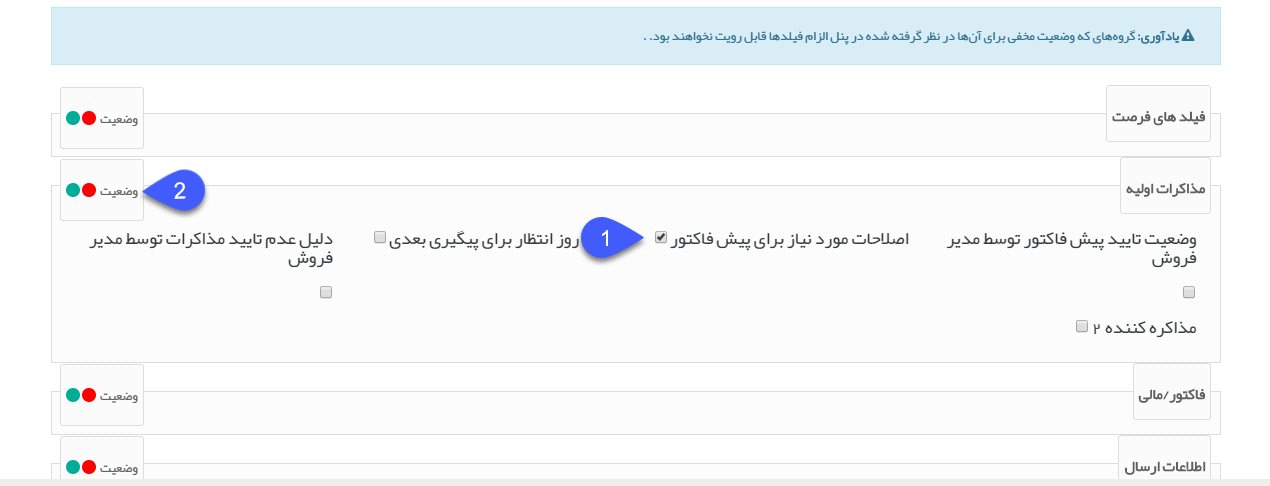 یادآوری: گروه‌های که وضعیت مخفی برای آن‌ها در نظر گرفته شده در پنل الزام فیلدها قابل رویت نخواهند بود. .
فیلد های فرصت
وضعیت
مذاکرات اولیه
وضعیت
2
وضعیت تایید پیش فاکتور توسط مدیر
فروش
اصلاحات مورد نیاز برای پیش فاکتور
1
روز انتظار برای پیگیری بعدی
دلیل عدم تایید مذاکرات توسط مدیر
فروش
مذاکره کننده ۲
فاکتور/مالی
وضعیت
اطلاعات ارسال
وضعیت